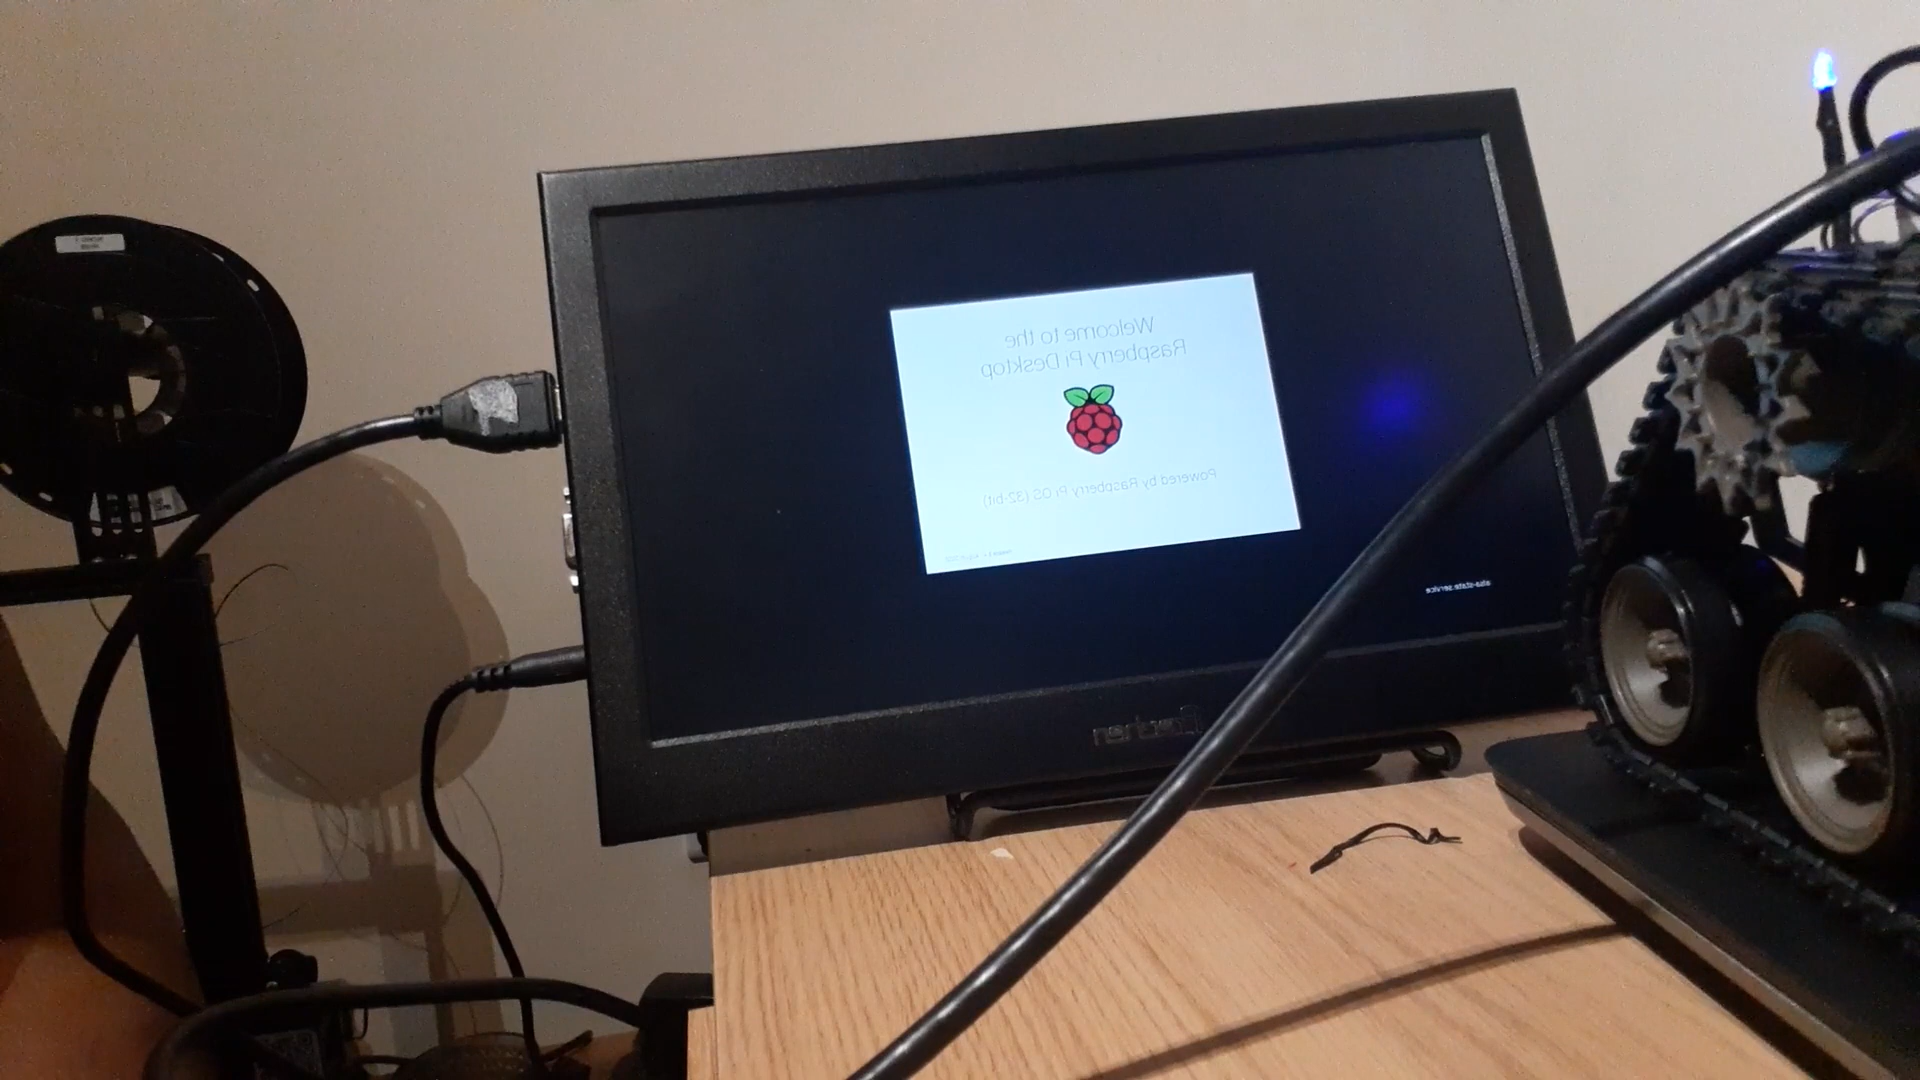 Welcome to the
Raspberry Pi Desktop
Powered by Raspberry Pi OS (32-bit)
alsa-state.service